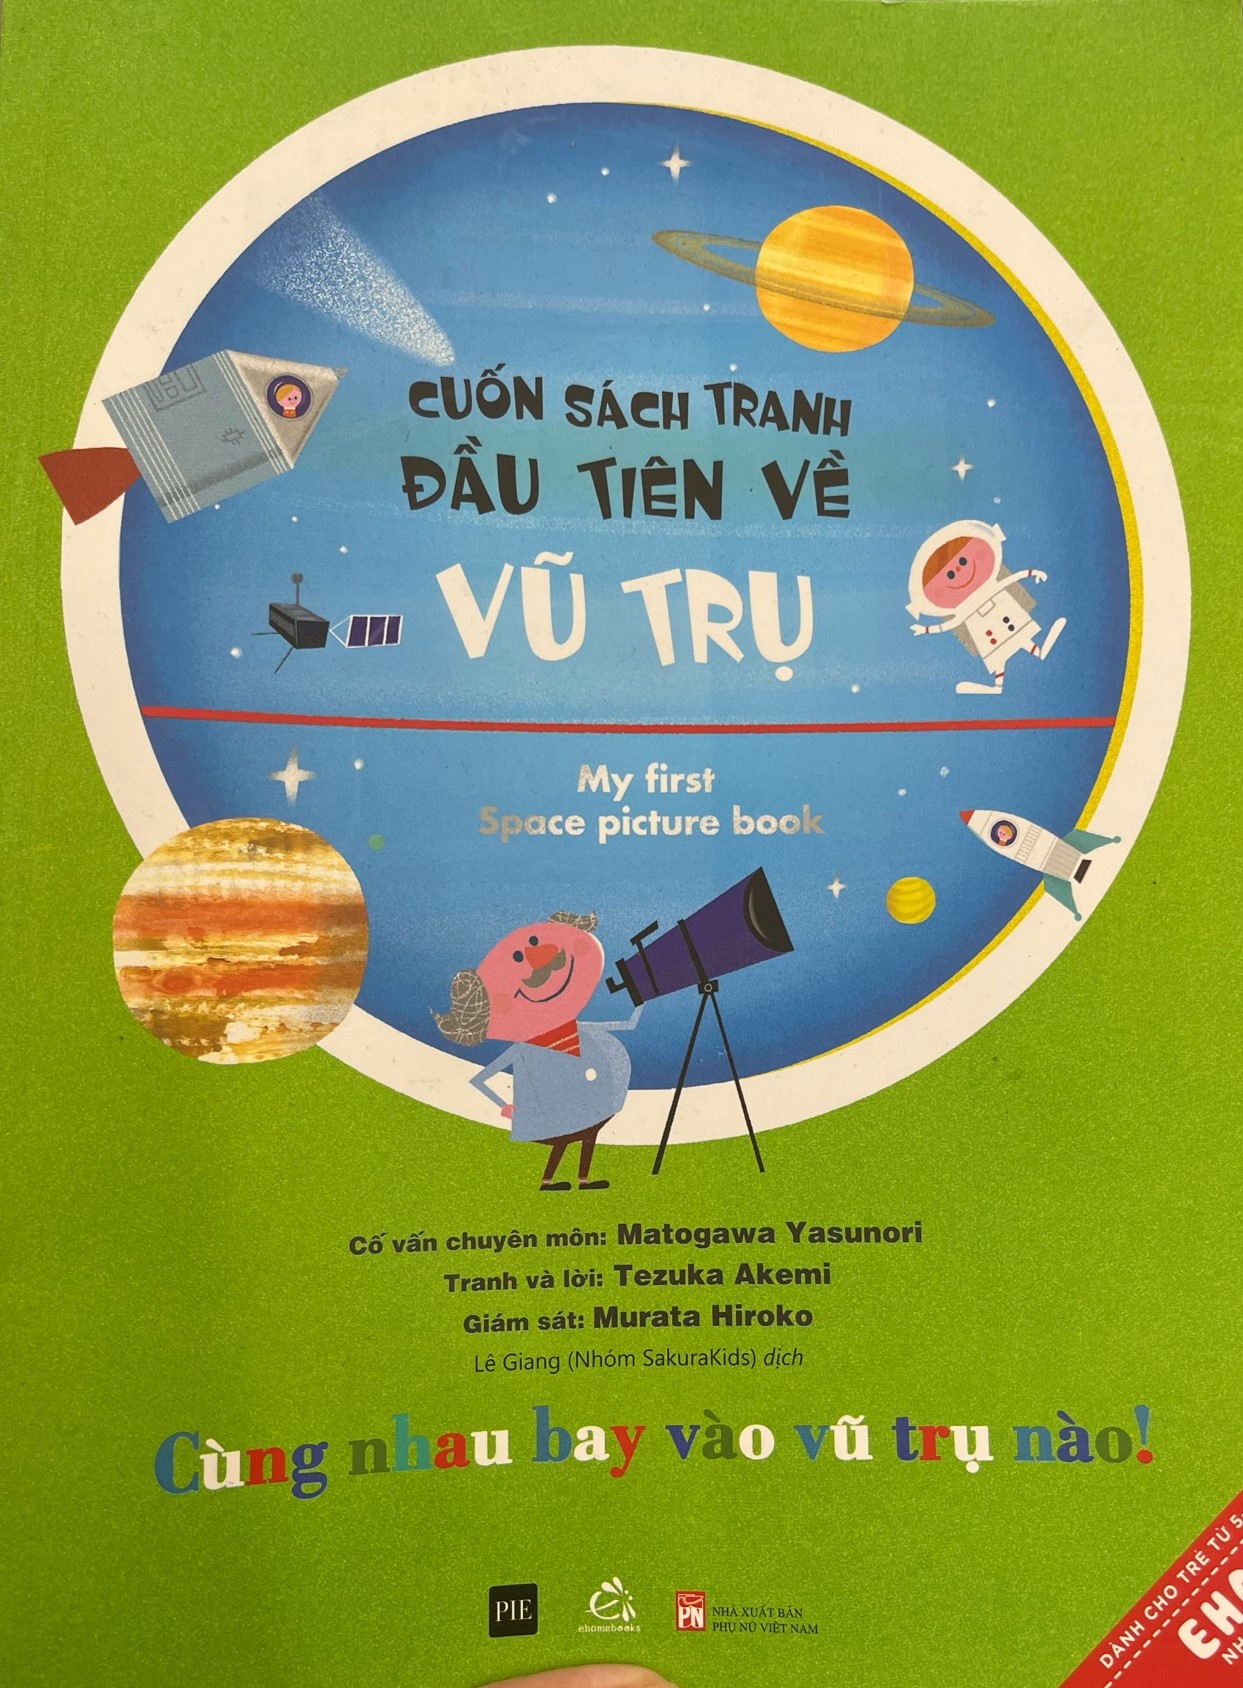 CUỐN SÁCH TRANH
ĐẦU TIÊN VỀ
VŨ TRỤ
My first
Space picture book
Cố vấn chuyên môn: Matogawa Yasunori
Tranh và lời: Tezuka Akemi
Giám sát: Murata Hiroko
Lê Giang (Nhóm SakuraKids) dịch
Cùng nhau bay vào vũ trụ nào!
PIE
ehomebooks
PN
NHÀ XUẤT BẢN
PHỤ NỮ VIỆT NAM
DÀNH CHO TRẺ TỪ 5